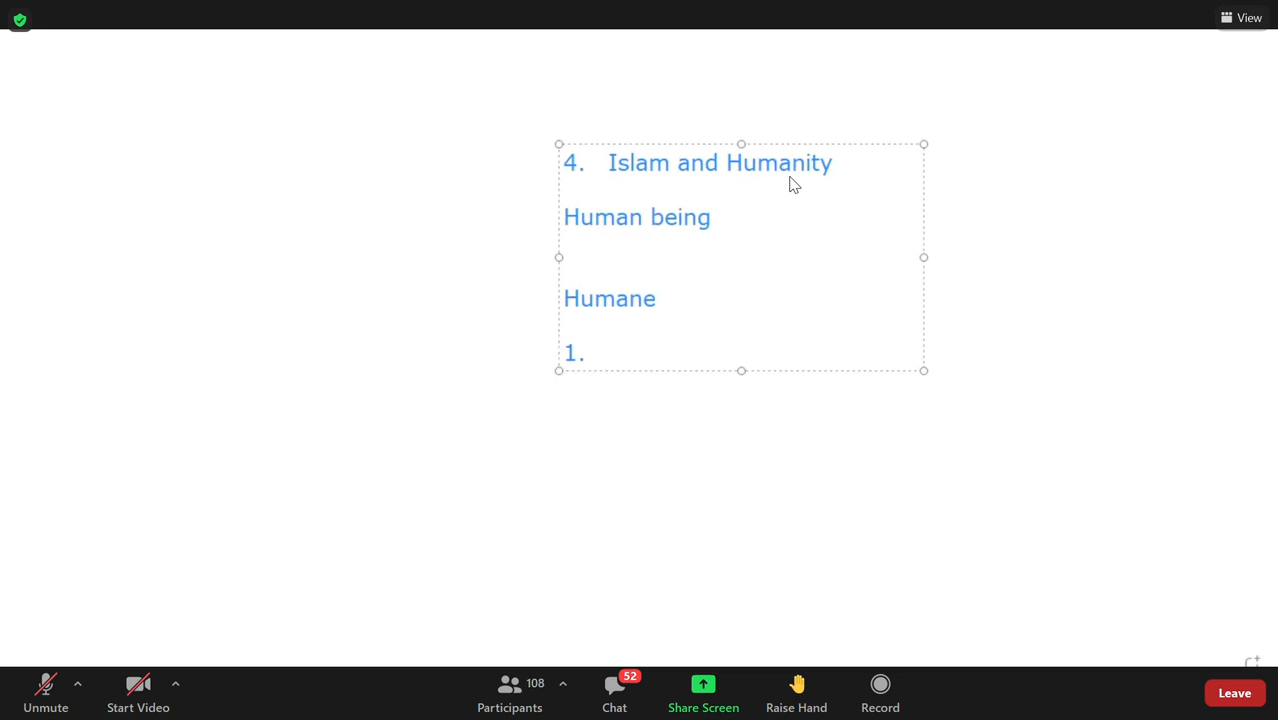 View
4. Islam and Humanity
Human being
Humane
1.
108
52
Unmute
Start Video
Participants
Chat
Share Screen
Raise Hand
Record
Leave